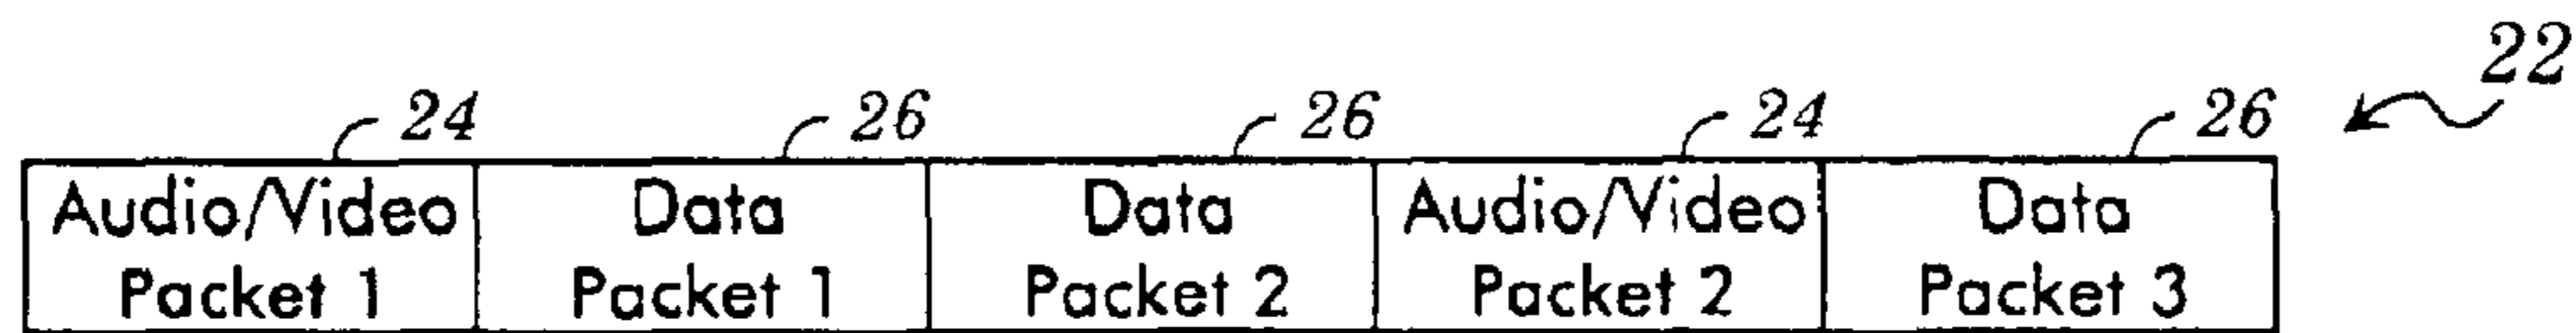 22
24 26 26 24 26
Audio/Video Data Data Audio/Video Data
Packet 1 Packet 1 Packet 2 Packet 2 Packet 3